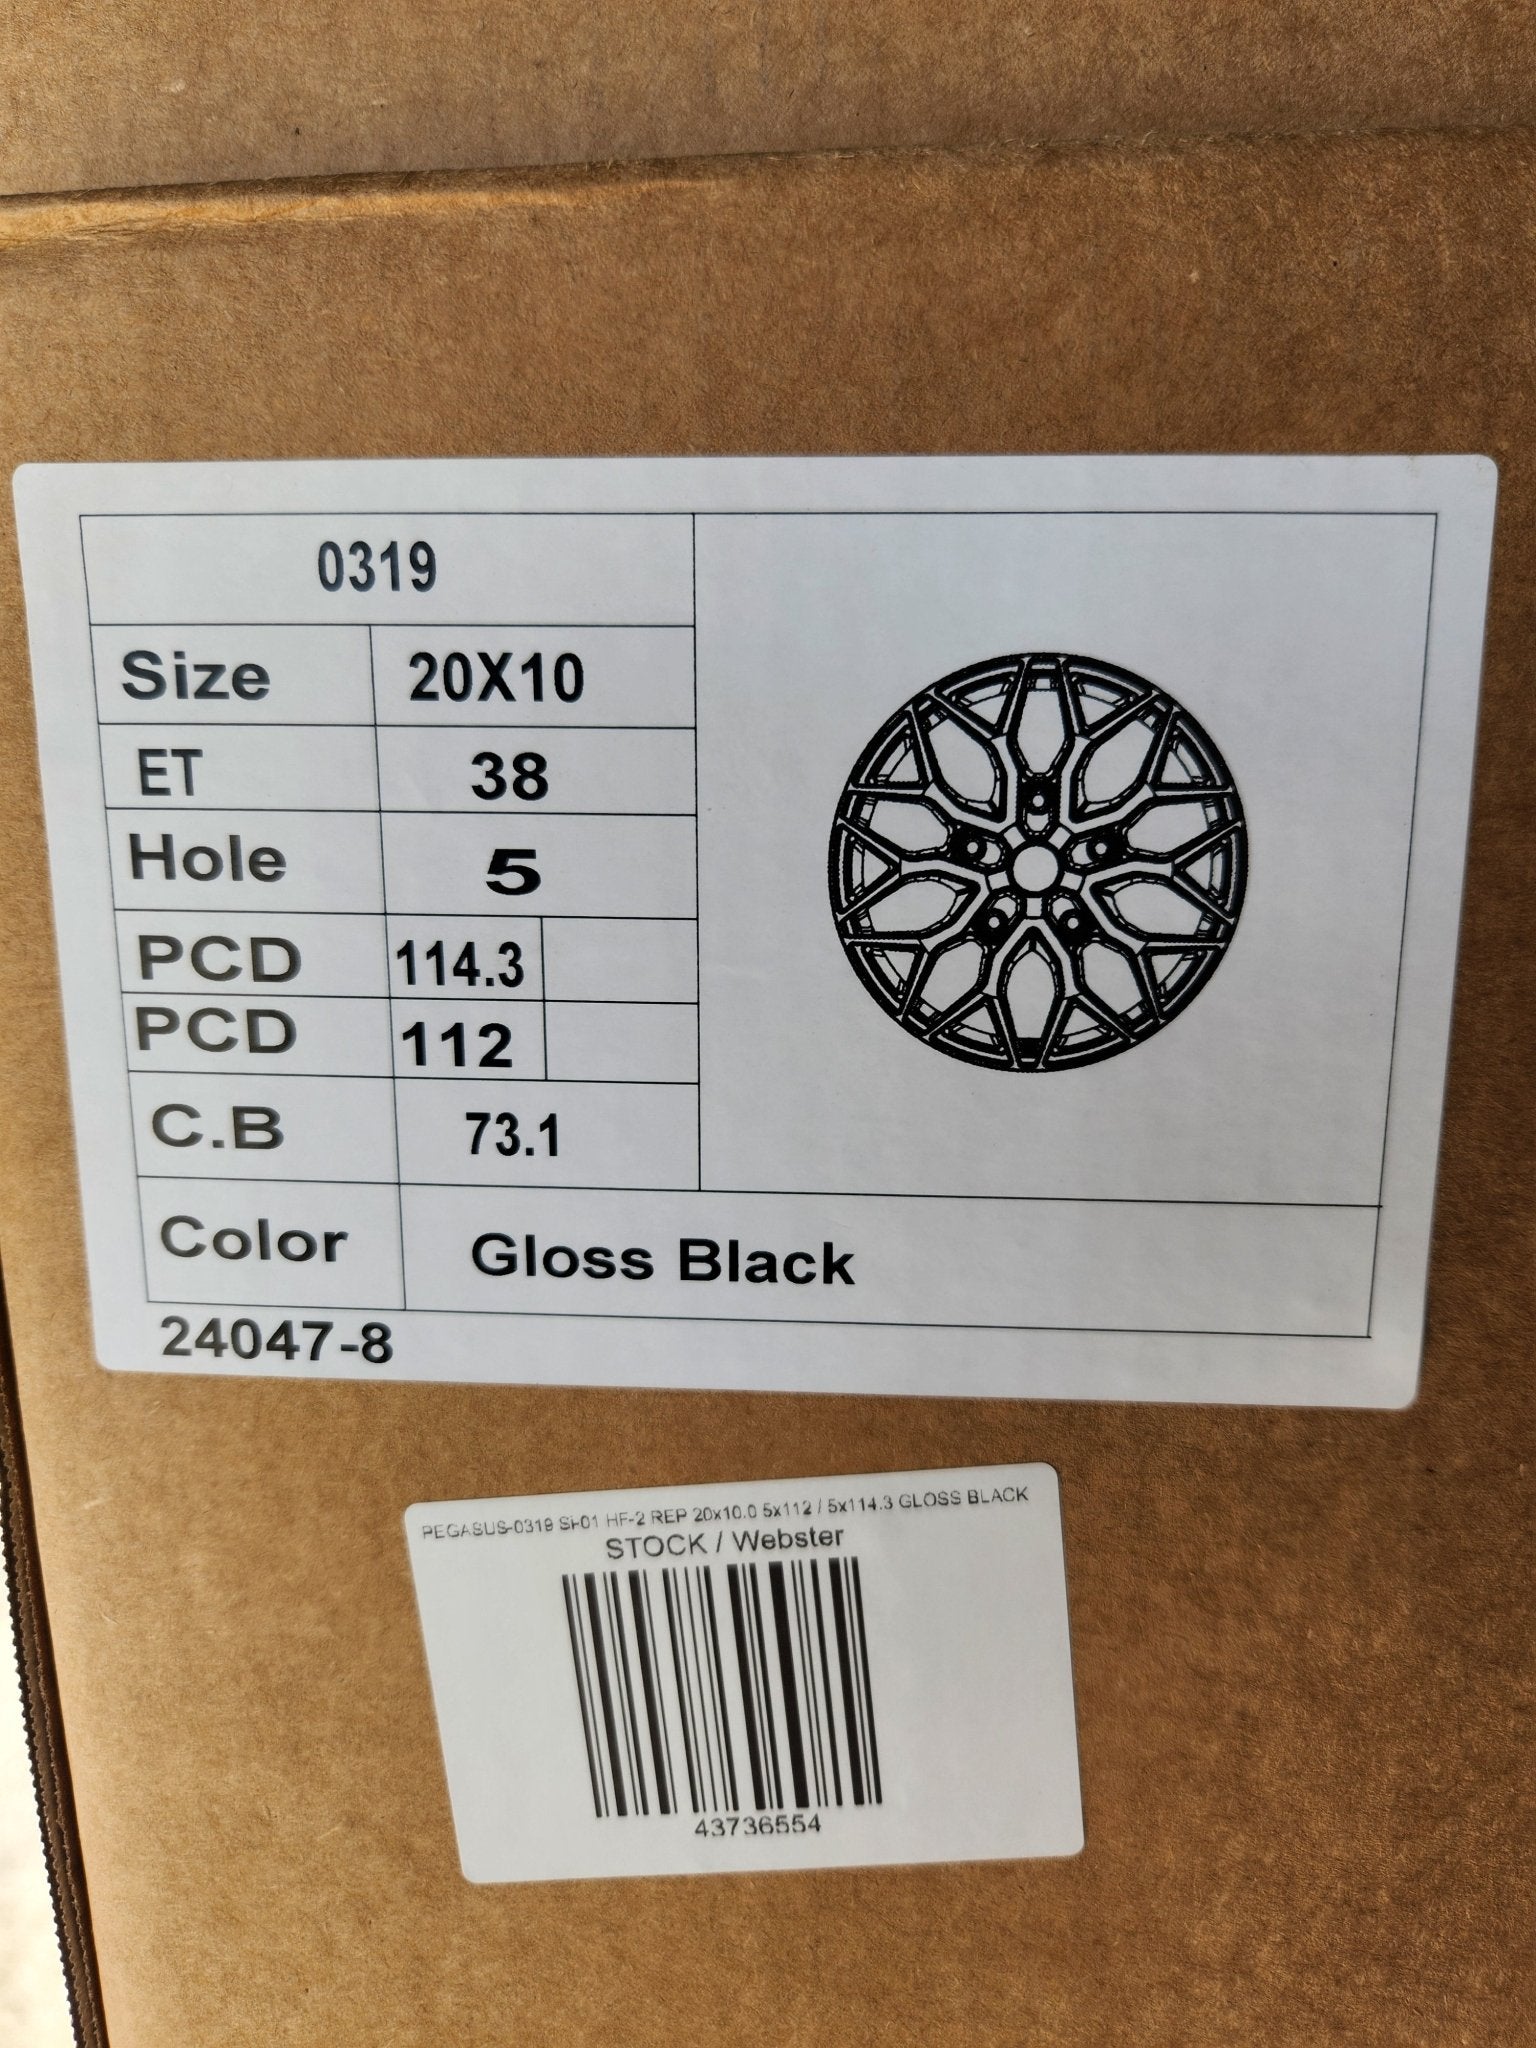 0319
Size 20X10
ET 38
Hole 5
PCD 114.3
PCD 112
C.B 73.1
Color Gloss Black
24047-8
PEGASUS-0319 SI-01 HF-2 REP 20x10.0 5x112 / 5x114.3 GLOSS BLACK
STOCK / Webster
43736554